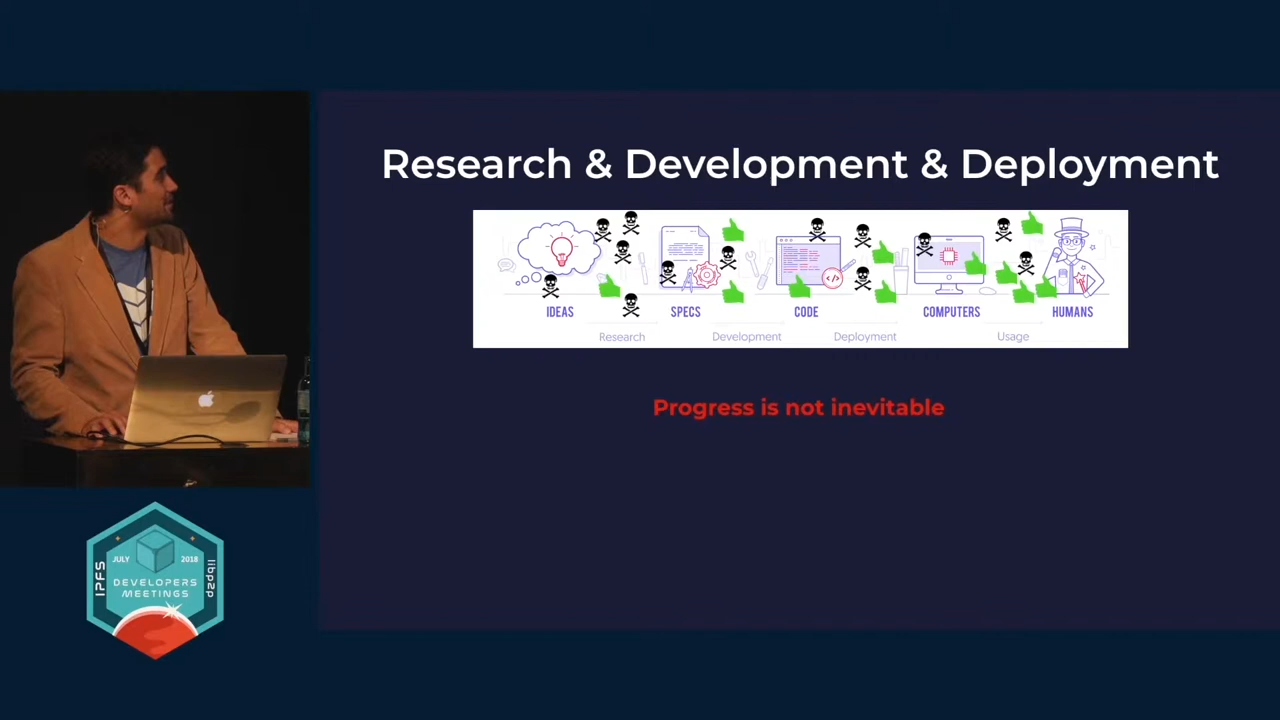 Research & Development & Deployment
IDEAS
SPECS
CODE
COMPUTERS
HUMANS
Research
Development
Deployment
Usage
Progress is not inevitable
IPFS
JULY
2018
libp2p
DEVELOPERS
MEETINGS